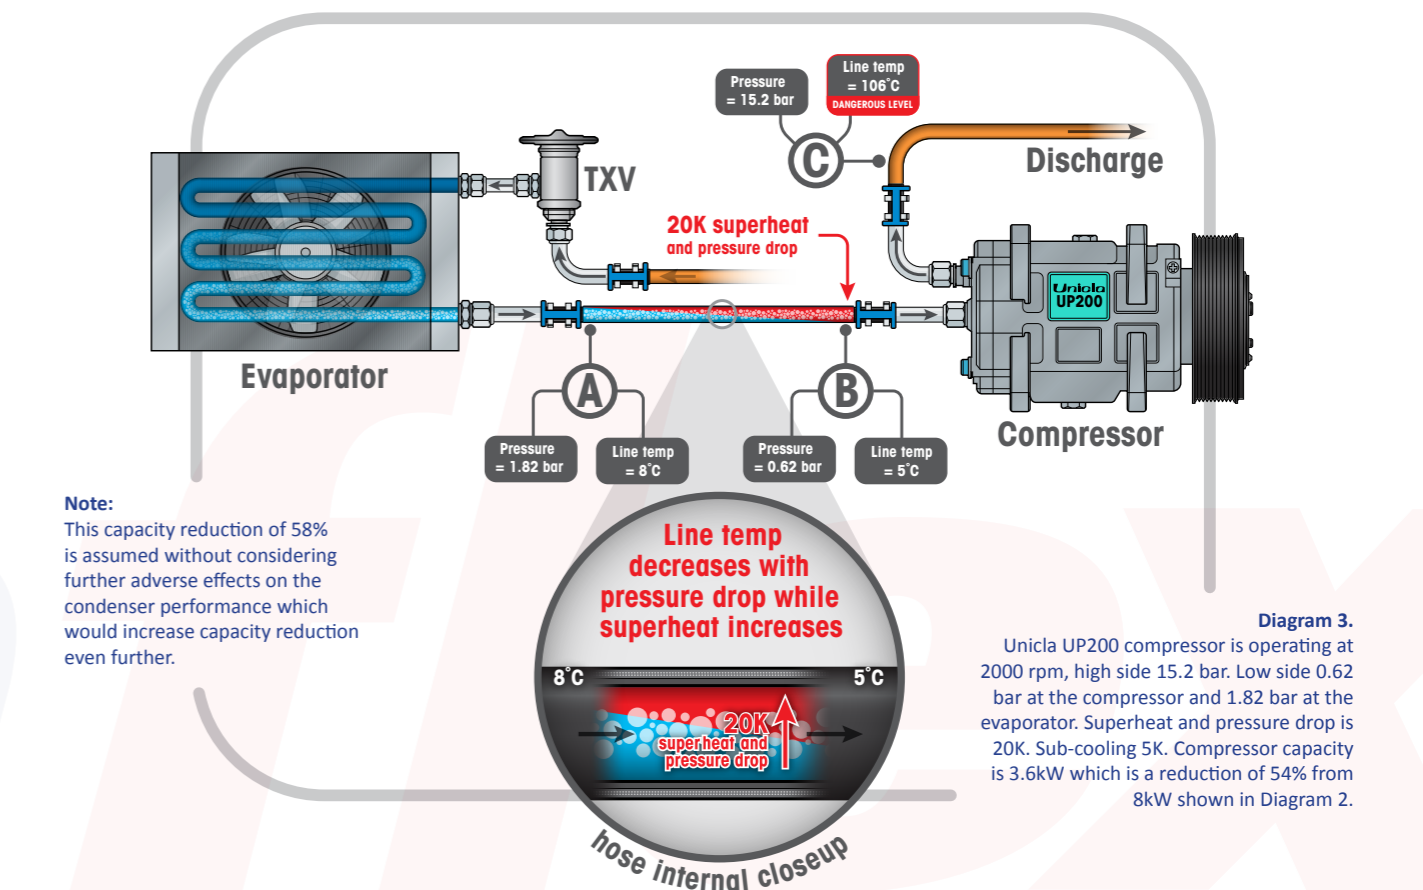 Pressure
= 15.2 bar
Line temp
= 106°C
DANGEROUS LEVEL
C
Discharge
TXV
20K superheat
and pressure drop
Unicla
UP200
Evaporator
A
B
Compressor
Pressure
= 1.82 bar
Line temp
= 8°C
Pressure
= 0.62 bar
Line temp
= 5°C
Note:
This capacity reduction of 58%
is assumed without considering
further adverse effects on the
condenser performance which
would increase capacity reduction
even further.
Line temp
decreases with
pressure drop while
superheat increases
8°C
5°C
20K
superheat and
pressure drop
hose internal closeup
Diagram 3.
Unicla UP200 compressor is operating at
2000 rpm, high side 15.2 bar. Low side 0.62
bar at the compressor and 1.82 bar at the
evaporator. Superheat and pressure drop is
20K. Sub-cooling 5K. Compressor capacity
is 3.6kW which is a reduction of 54% from
8kW shown in Diagram 2.
flex